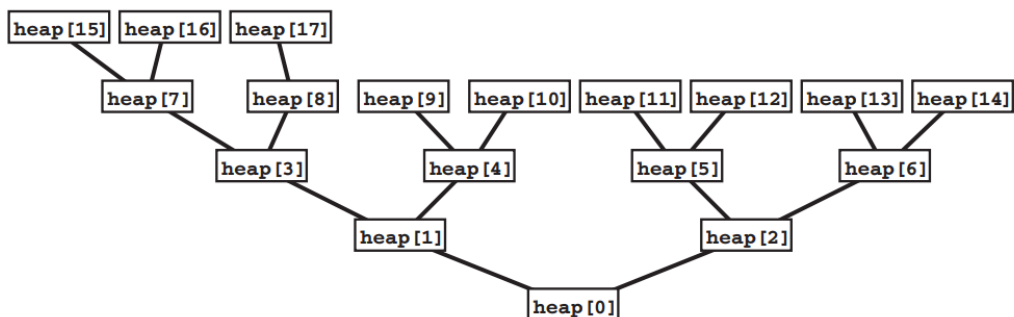 heap[15] heap[16] heap[17]
heap[7] heap[8] heap[9] heap[10] heap[11] heap[12] heap[13] heap[14]
heap[3] heap[4] heap[5] heap[6]
heap[1] heap[2]
heap[0]